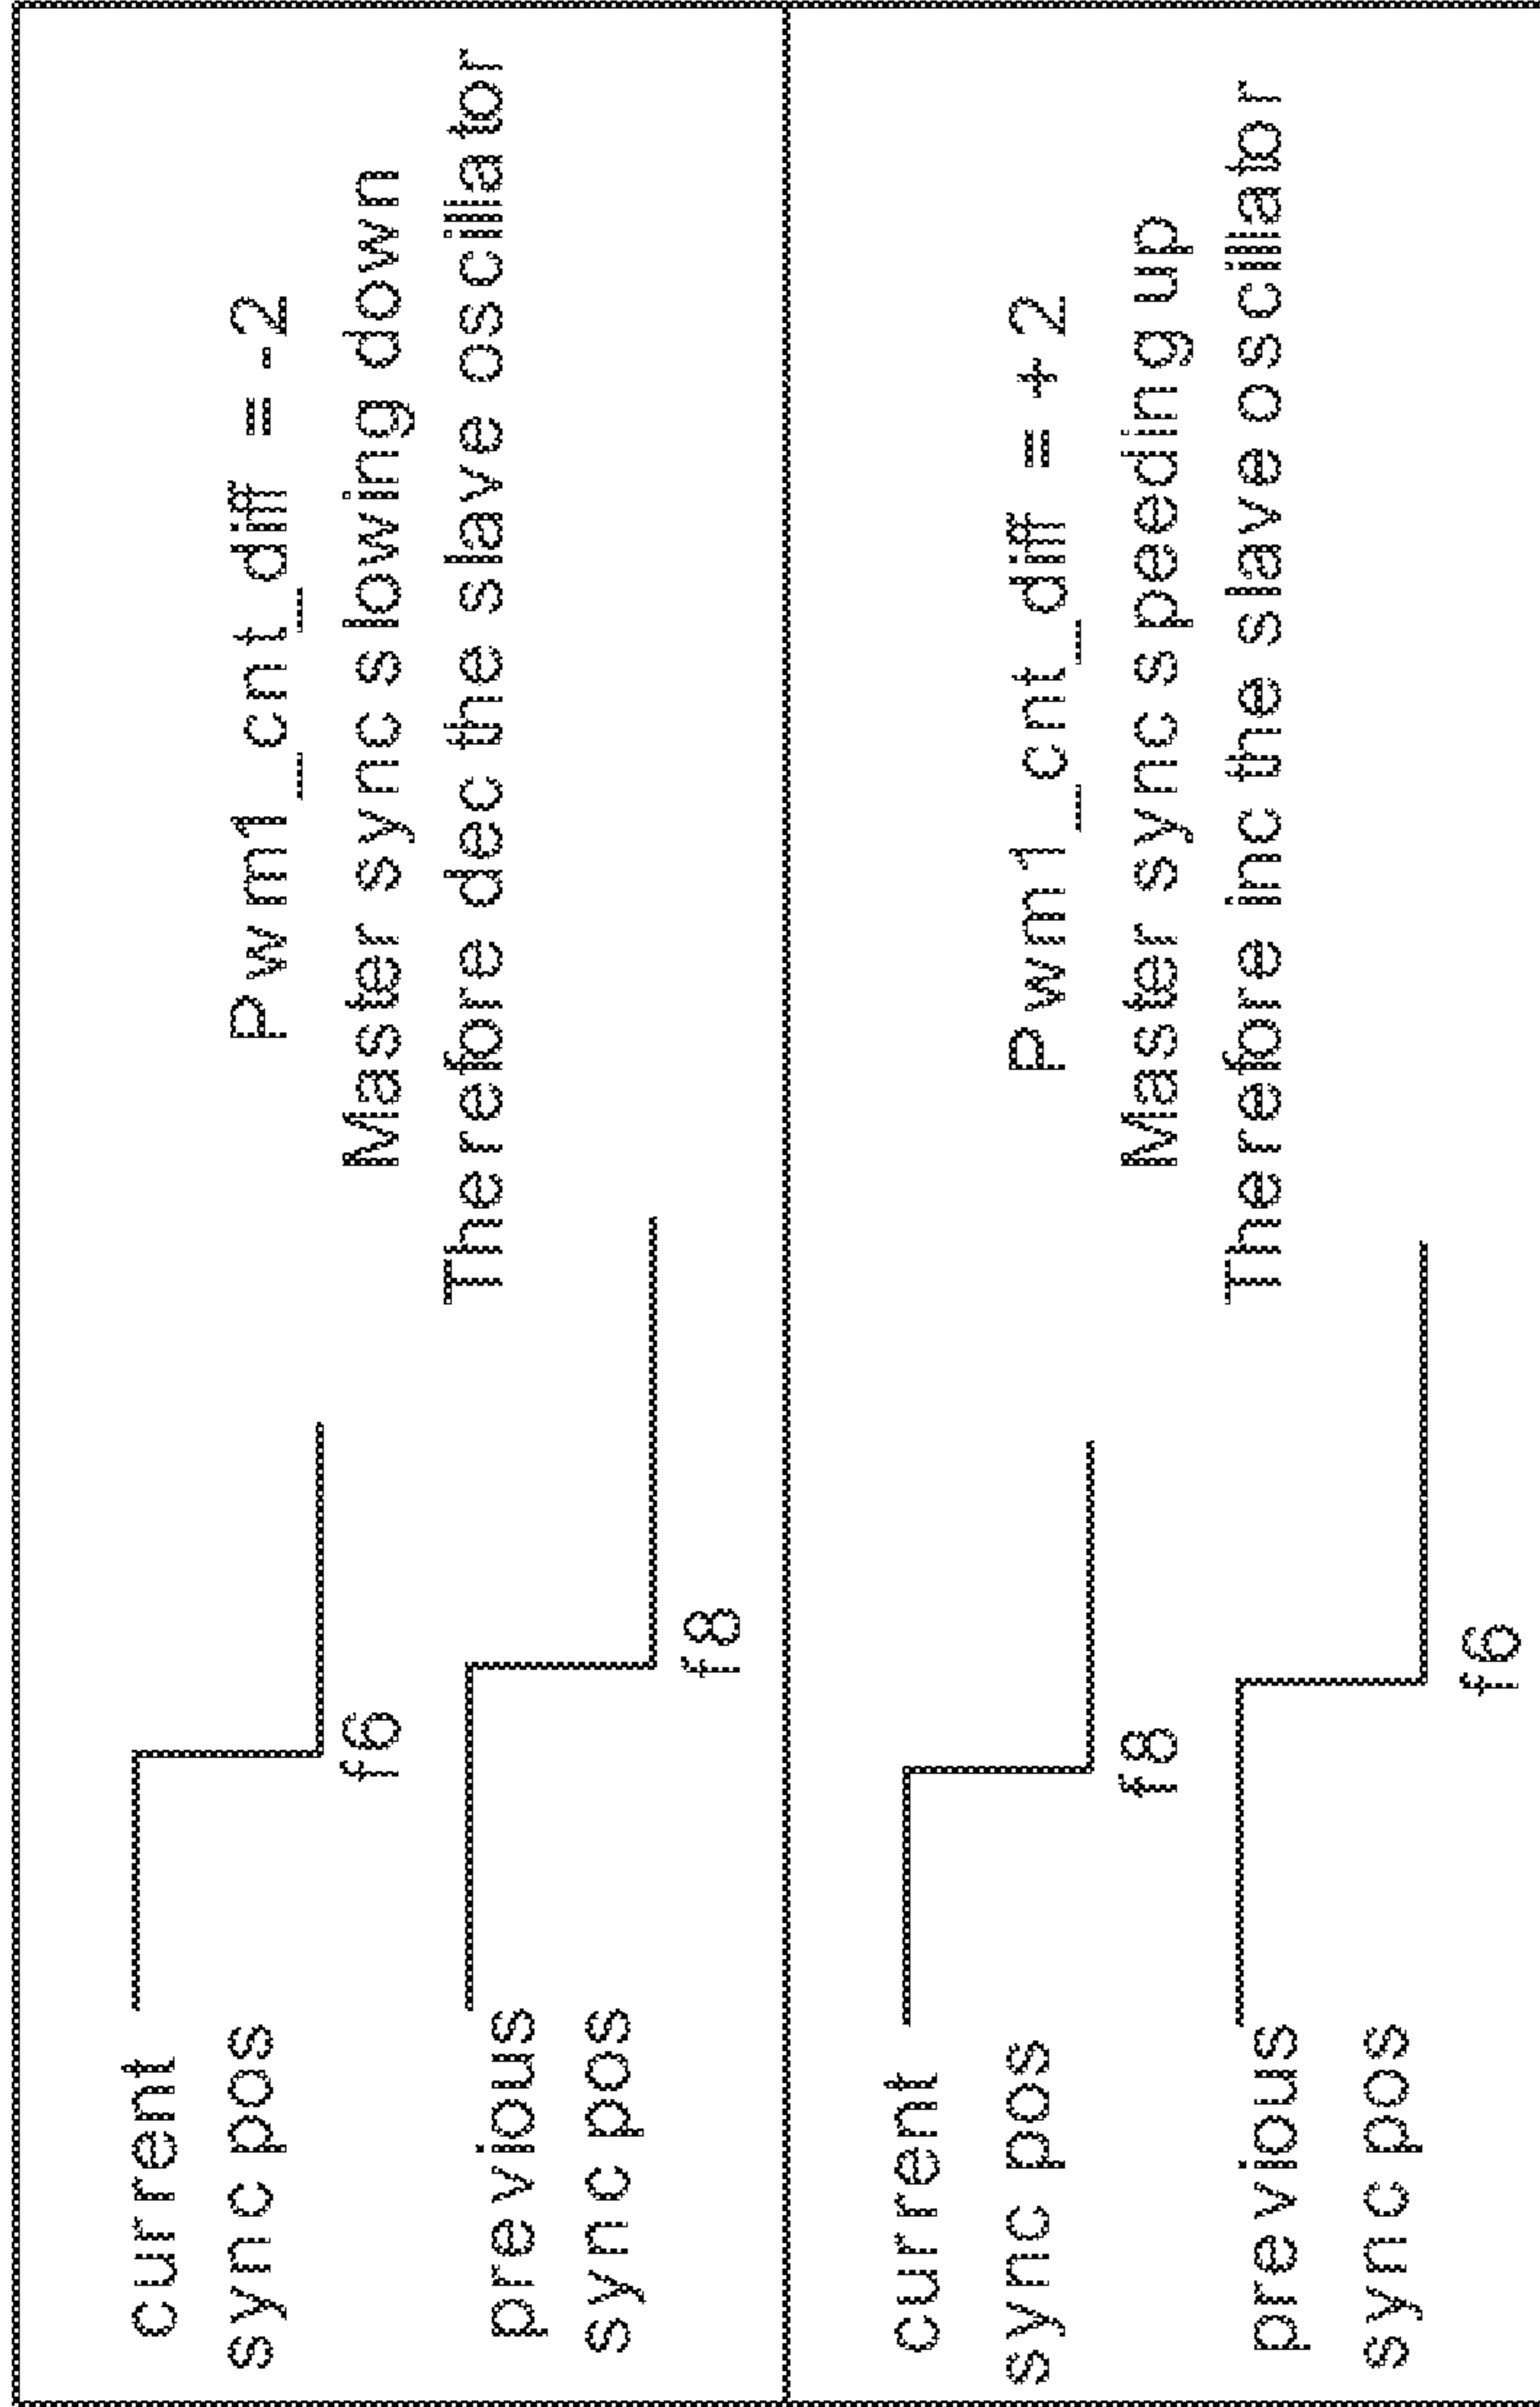 current
sync pos
f6
previous
sync pos
f8
Pwm1_cnt_diff = -2
Master sync slowing down
Therefore dec the slave oscillator
current
sync pos
f8
previous
sync pos
f6
Pwm1_cnt_diff = +2
Master sync speeding up
Therefore inc the slave oscillator